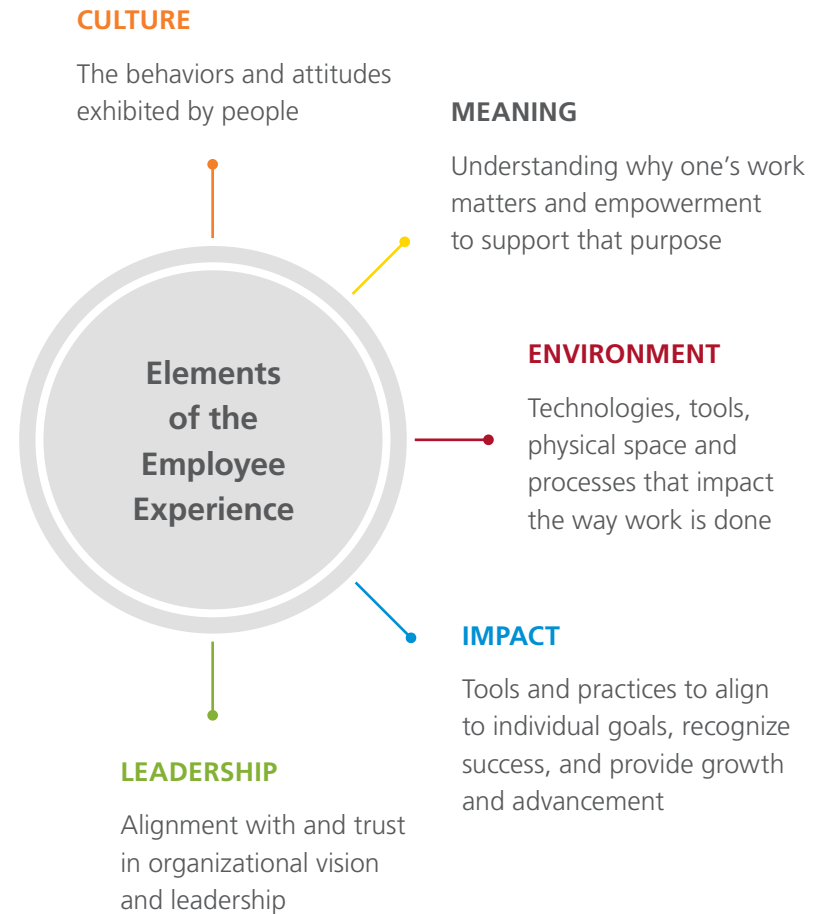 CULTURE
The behaviors and attitudes
exhibited by people
MEANING
Understanding why one’s work
matters and empowerment
to support that purpose
Elements
of the
Employee
Experience
ENVIRONMENT
Technologies, tools,
physical space and
processes that impact
the way work is done
IMPACT
Tools and practices to align
to individual goals, recognize
success, and provide growth
and advancement
LEADERSHIP
Alignment with and trust
in organizational vision
and leadership